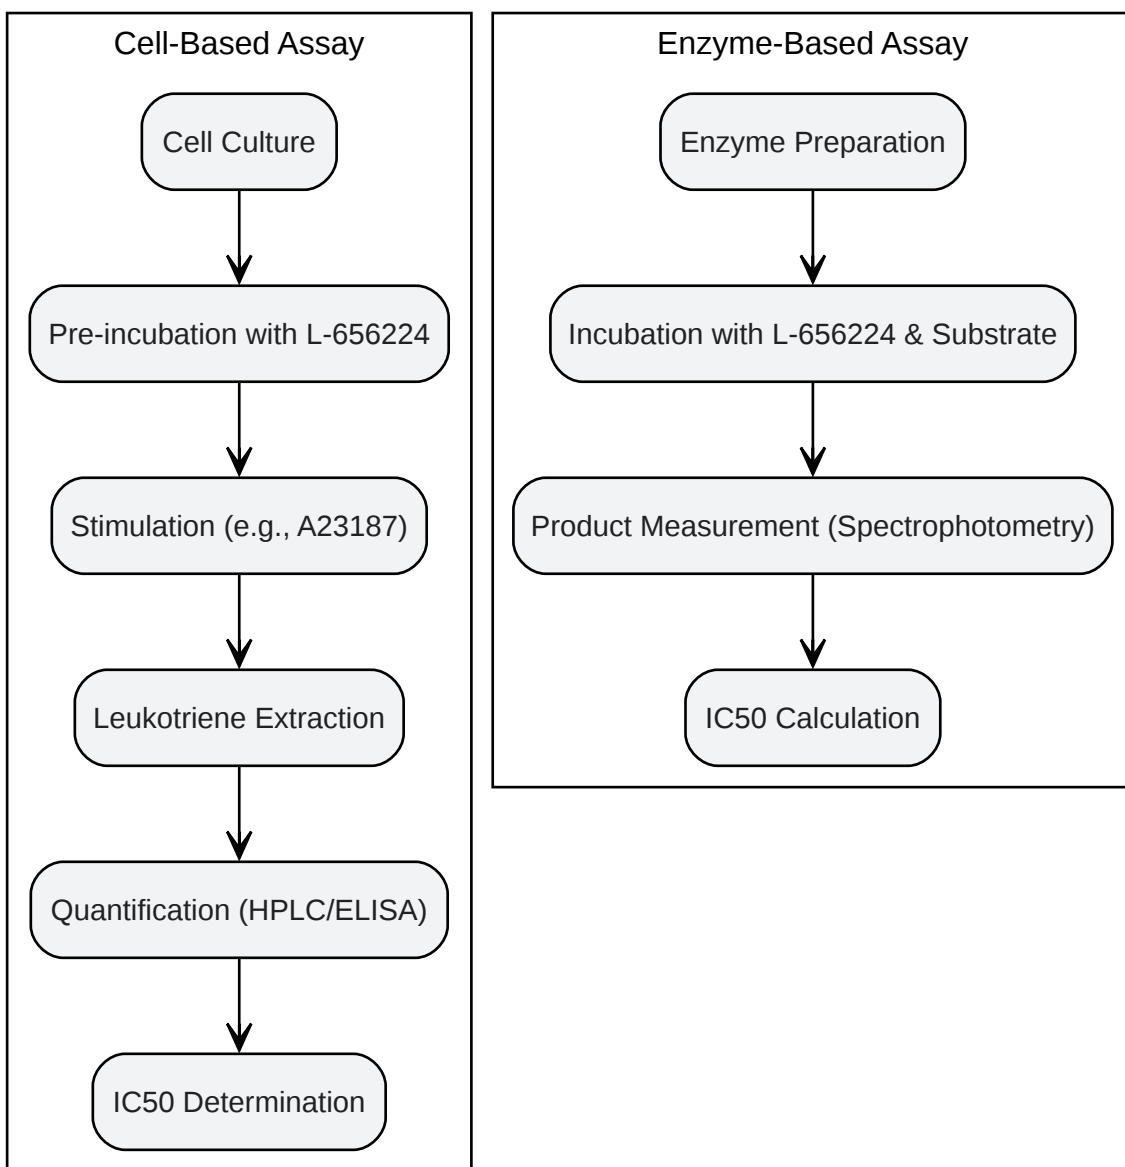 Cell-Based Assay
Cell Culture
Pre-incubation with L-656224
Stimulation (e.g., A23187)
Leukotriene Extraction
Quantification (HPLC/ELISA)
IC50 Determination
Enzyme-Based Assay
Enzyme Preparation
Incubation with L-656224 & Substrate
Product Measurement (Spectrophotometry)
IC50 Calculation